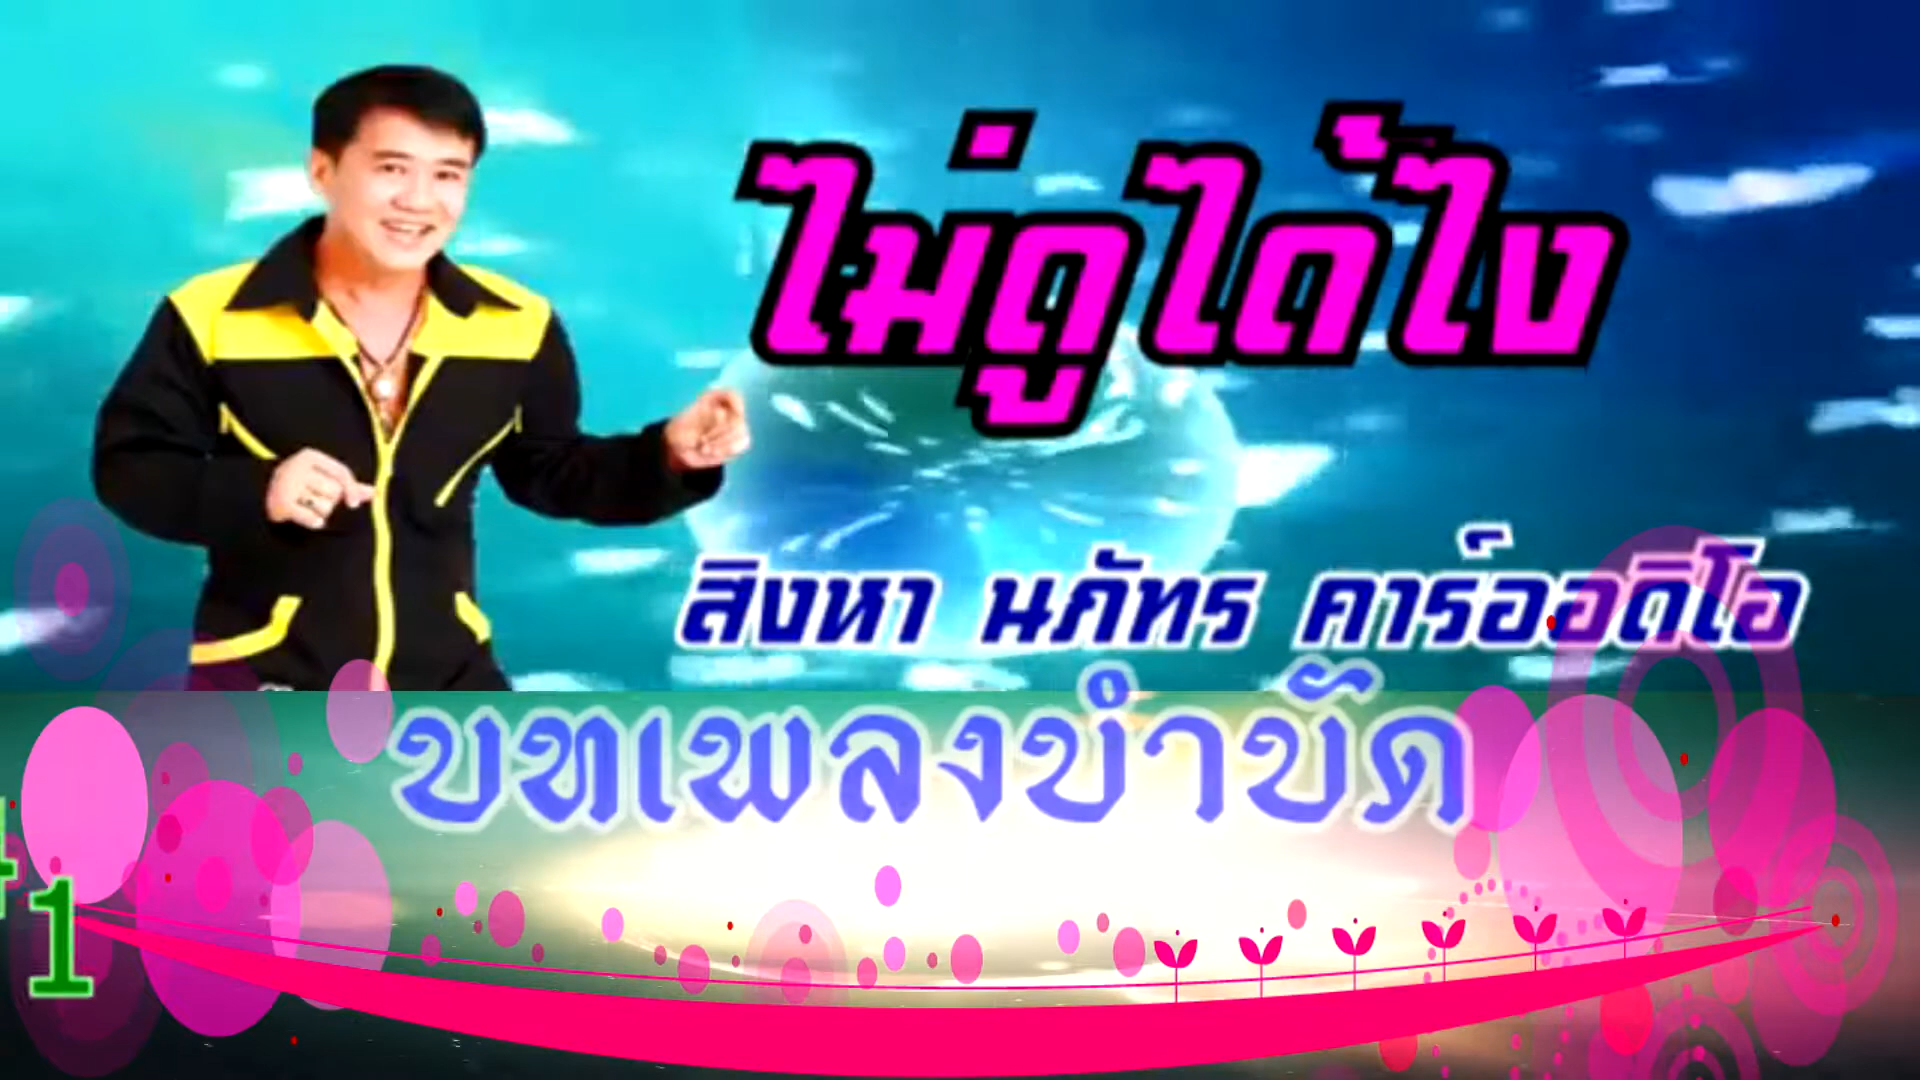 ไม่ดูได้ไง
สิงหา นภัทร คาร์ออดิโอ
บทเพลงบำบัด
1